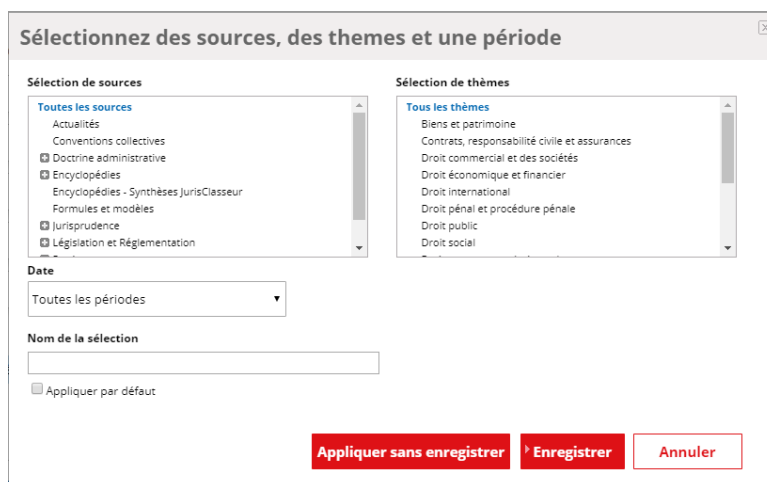 Sélectionnez des sources, des themes et une période
Sélection de sources
Toutes les sources
Actualités
Conventions collectives
Doctrine administrative
Encyclopédies
Encyclopédies - Synthèses JurisClasseur
Formules et modèles
Jurisprudence
Législation et Réglementation
Sélection de thèmes
Tous les thèmes
Biens et patrimoine
Contrats, responsabilité civile et assurances
Droit commercial et des sociétés
Droit économique et financier
Droit international
Droit pénal et procédure pénale
Droit public
Droit social
Date
Toutes les périodes
Nom de la sélection
Appliquer par défaut
Appliquer sans enregistrer
Enregistrer
Annuler